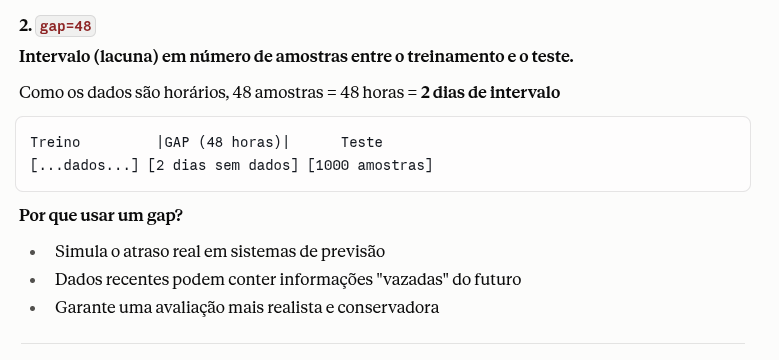 2. gap=48
Intervalo (lacuna) em número de amostras entre o treinamento e o teste.
Como os dados são horários, 48 amostras = 48 horas = 2 dias de intervalo
Treino |GAP (48 horas)| Teste
[...dados...] [2 dias sem dados] [1000 amostras]
Por que usar um gap?
• Simula o atraso real em sistemas de previsão
• Dados recentes podem conter informações "vazadas" do futuro
• Garante uma avaliação mais realista e conservadora